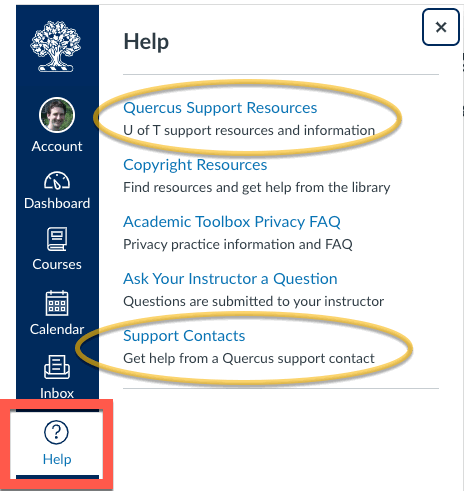 Help
Quercus Support Resources
U of T support resources and information
Copyright Resources
Find resources and get help from the library
Academic Toolbox Privacy FAQ
Privacy practice information and FAQ
Ask Your Instructor a Question
Questions are submitted to your instructor
Support Contacts
Get help from a Quercus support contact
Account
Dashboard
Courses
Calendar
Inbox
Help